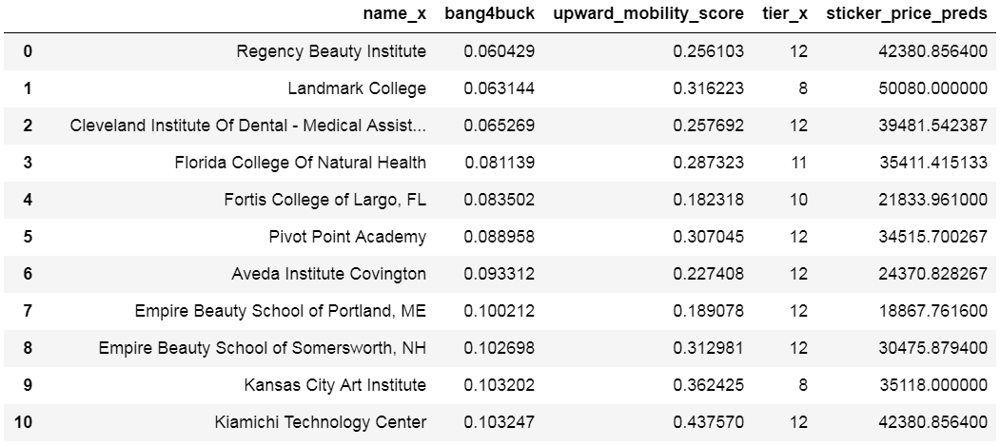 name_x bang4buck upward_mobility_score tier_x sticker_price_preds
0 Regency Beauty Institute 0.060429 0.256103 12 42380.856400
1 Landmark College 0.063144 0.316223 8 50080.000000
2 Cleveland Institute Of Dental - Medical Assist... 0.065269 0.257692 12 39481.542387
3 Florida College Of Natural Health 0.081139 0.287323 11 35411.415133
4 Fortis College of Largo, FL 0.083502 0.182318 10 21833.961000
5 Pivot Point Academy 0.088958 0.307045 12 34515.700267
6 Aveda Institute Covington 0.093312 0.227408 12 24370.828267
7 Empire Beauty School of Portland, ME 0.100212 0.189078 12 18867.761600
8 Empire Beauty School of Somersworth, NH 0.102698 0.312981 12 30475.879400
9 Kansas City Art Institute 0.103202 0.362425 8 35118.000000
10 Kiamichi Technology Center 0.103247 0.437570 12 42380.856400